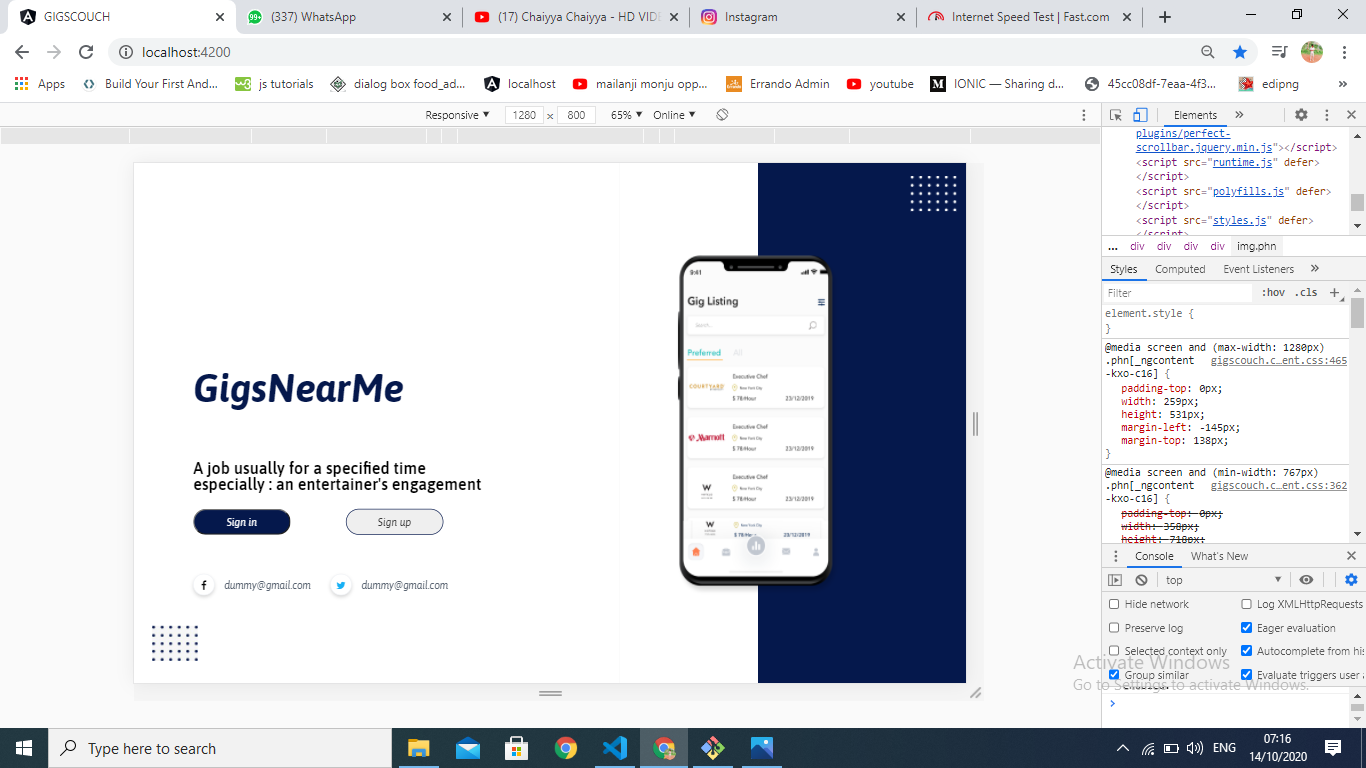 GIGSCOUCH
(337) WhatsApp
(17) Chaiyya Chaiyya - HD VIDE
Instagram
Internet Speed Test | Fast.com
localhost:4200
Apps
Build Your First And...
js tutorials
dialog box food_ad...
localhost
mailanji monju opp...
Errando Admin
youtube
IONIC — Sharing d...
45cc08df-7eaa-4f3...
edipng
»
Responsive ▼ 1280 x 800 65% ▼ Online ▼
Elements »
plugins/perfect-
scrollbar.jquery.min.js"></script>
<script src="runtime.js" defer>
</script>
<script src="polyfills.js" defer>
</script>
<script src="styles.js" defer>
</script>
... div div div div img.phn
Styles Computed Event Listeners »
Filter :hov .cls +
element.style {
}
@media screen and (max-width: 1280px)
.phn[_ngcontent gigscouch.c…ent.css:465
-kxo-c16] {
padding-top: 0px;
width: 259px;
height: 531px;
margin-left: -145px;
margin-top: 138px;
}
@media screen and (min-width: 767px)
.phn[_ngcontent gigscouch.c…ent.css:362
-kxo-c16] {
padding-top: 0px;
width: 358px;
height: 718px;
Console What's New
top
Hide network Log XMLHttpRequests
Preserve log Eager evaluation
Selected context only Autocomplete from his
Group similar Evaluate triggers user
>
Activate Windows
Go to Settings to activate Windows.
GigsNearMe
A job usually for a specified time
especially : an entertainer's engagement
Sign in Sign up
dummy@gmail.com dummy@gmail.com
9:41
Gig Listing
Search..
Preferred All
COURTYARD
Executive Chef
New York City
$ 78/Hour 23/12/2019
Marriott
Executive Chef
New York City
$ 78/Hour 23/12/2019
W
Executive Chef
New York City
$ 78/Hour 23/12/2019
W
New York City
$ 78/Hour 25/12/2019
Type here to search
ENG
07:16
14/10/2020